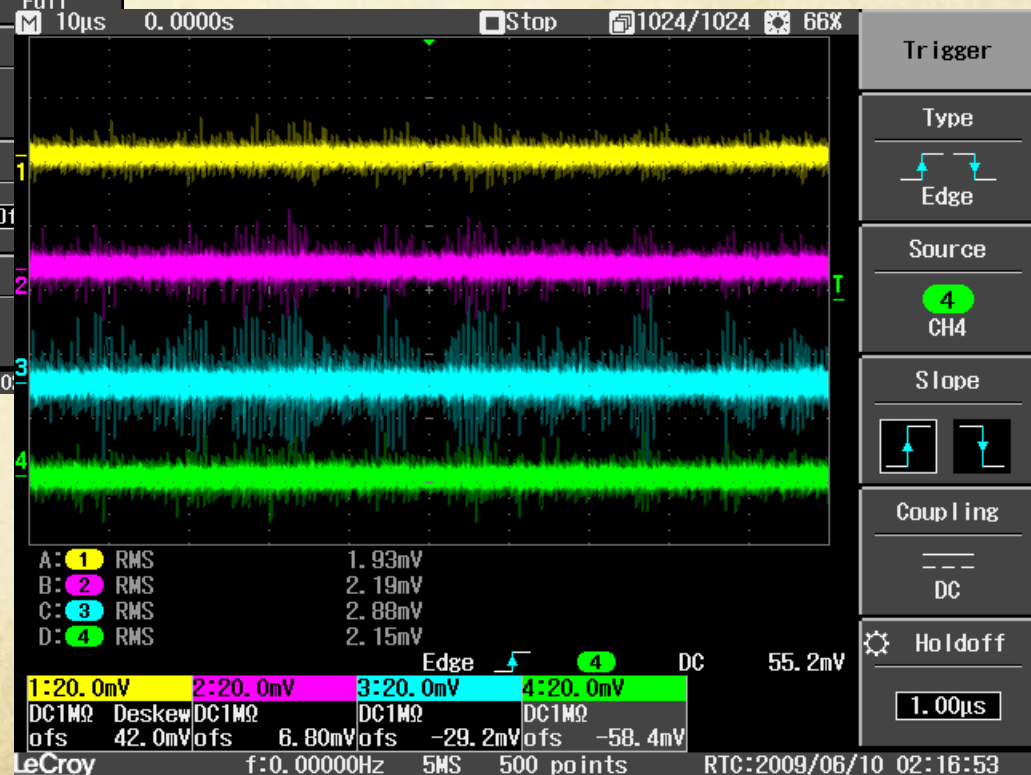 Full
M 10μs 0.0000s Stop 1024/1024 66%
Trigger
Type
Edge
Source
4
CH4
Slope
Coupling
DC
Holdoff
1.00μs
1
2
3
4
T
A: 1 RMS 1.93mV
B: 2 RMS 2.19mV
C: 3 RMS 2.88mV
D: 4 RMS 2.15mV
Edge 4 DC 55.2mV
1:20.0mV 2:20.0mV 3:20.0mV 4:20.0mV
DC1MΩ Deskew DC1MΩ DC1MΩ DC1MΩ
ofs 42.0mV ofs 6.80mV ofs -29.2mV ofs -58.4mV
LeCroy f:0.00000Hz 5MS 500 points RTC:2009/06/10 02:16:53